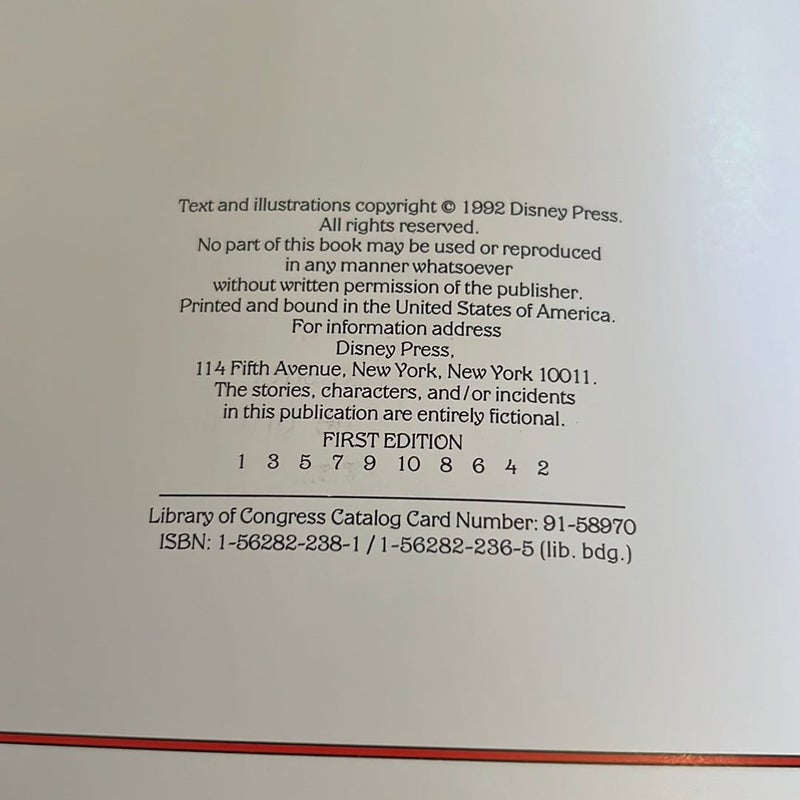 Text and illustrations copyright © 1992 Disney Press.
All rights reserved.
No part of this book may be used or reproduced
in any manner whatsoever
without written permission of the publisher.
Printed and bound in the United States of America.
For information address
Disney Press,
114 Fifth Avenue, New York, New York 10011.
The stories, characters, and/or incidents
in this publication are entirely fictional.
FIRST EDITION
1 3 5 7 9 10 8 6 4 2
Library of Congress Catalog Card Number: 91-58970
ISBN: 1-56282-238-1 / 1-56282-236-5 (lib. bdg.)